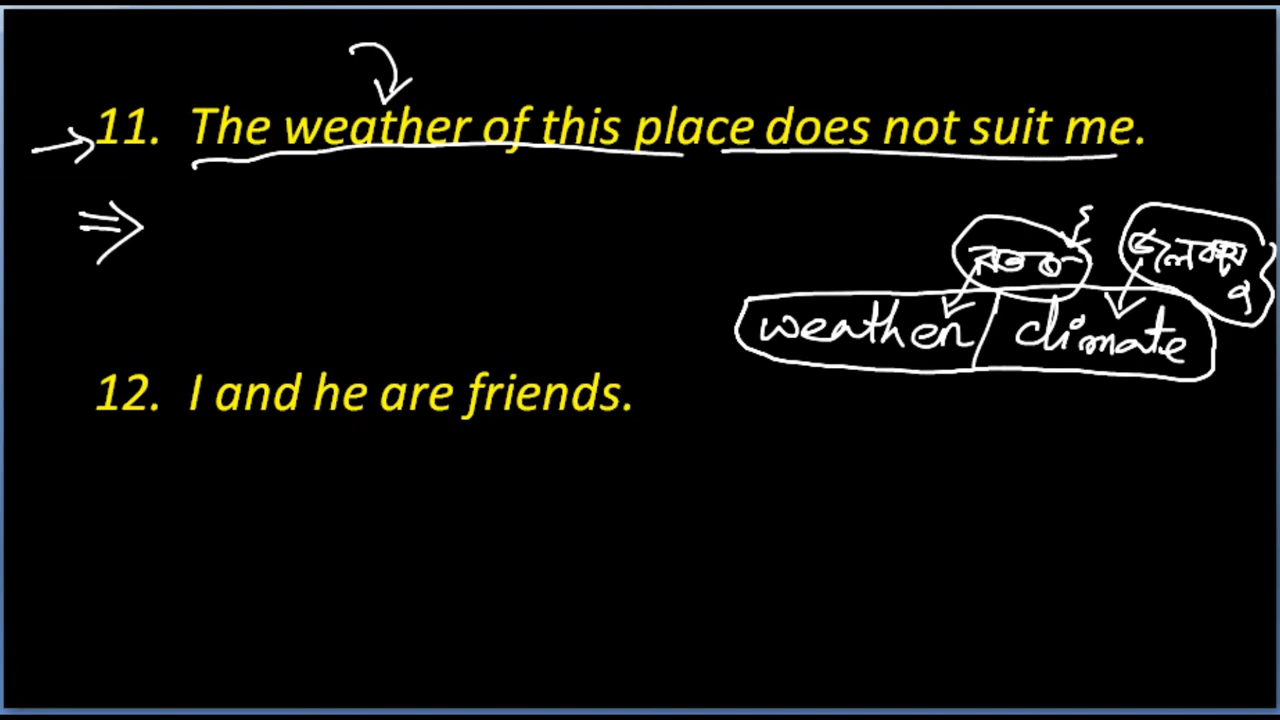 11. The weather of this place does not suit me.
weather climate
12. I and he are friends.